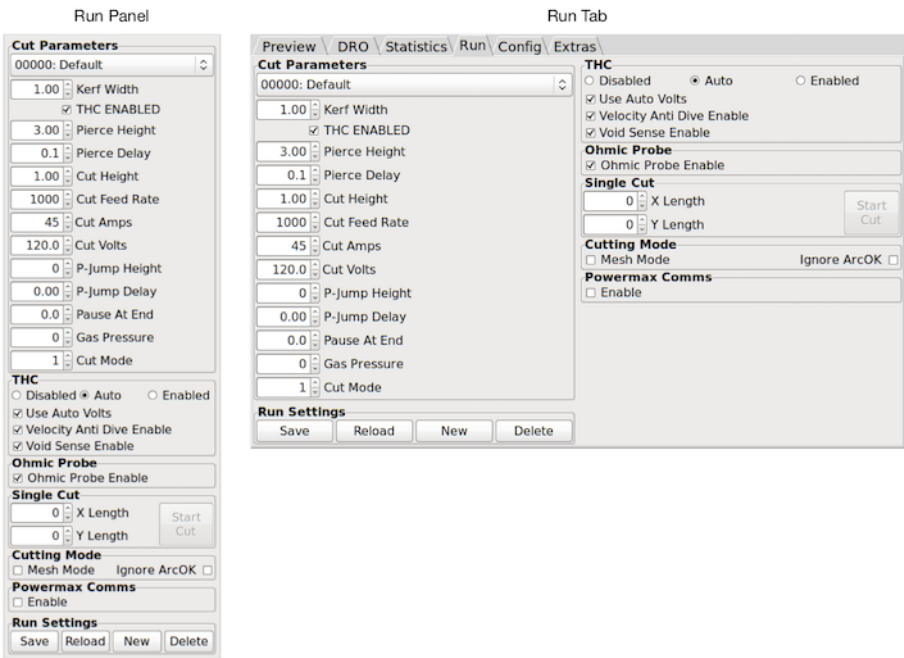 Run Panel
Cut Parameters
00000: Default
1.00 Kerf Width
THC ENABLED
3.00 Pierce Height
0.1 Pierce Delay
1.00 Cut Height
1000 Cut Feed Rate
45 Cut Amps
120.0 Cut Volts
0 P-Jump Height
0.00 P-Jump Delay
0.0 Pause At End
0 Gas Pressure
1 Cut Mode
THC
Disabled Auto Enabled
Use Auto Volts
Velocity Anti Dive Enable
Void Sense Enable
Ohmic Probe
Ohmic Probe Enable
Single Cut
0 X Length
0 Y Length
Start
Cut
Cutting Mode
Mesh Mode Ignore ArcOK
Powermax Comms
Enable
Run Settings
Save Reload New Delete
Run Tab
Preview DRO Statistics Run Config Extras
Cut Parameters
00000: Default
1.00 Kerf Width
THC ENABLED
3.00 Pierce Height
0.1 Pierce Delay
1.00 Cut Height
1000 Cut Feed Rate
45 Cut Amps
120.0 Cut Volts
0 P-Jump Height
0.00 P-Jump Delay
0.0 Pause At End
0 Gas Pressure
1 Cut Mode
Run Settings
Save Reload New Delete
THC
Disabled Auto Enabled
Use Auto Volts
Velocity Anti Dive Enable
Void Sense Enable
Ohmic Probe
Ohmic Probe Enable
Single Cut
0 X Length
0 Y Length
Start
Cut
Cutting Mode
Mesh Mode Ignore ArcOK
Powermax Comms
Enable